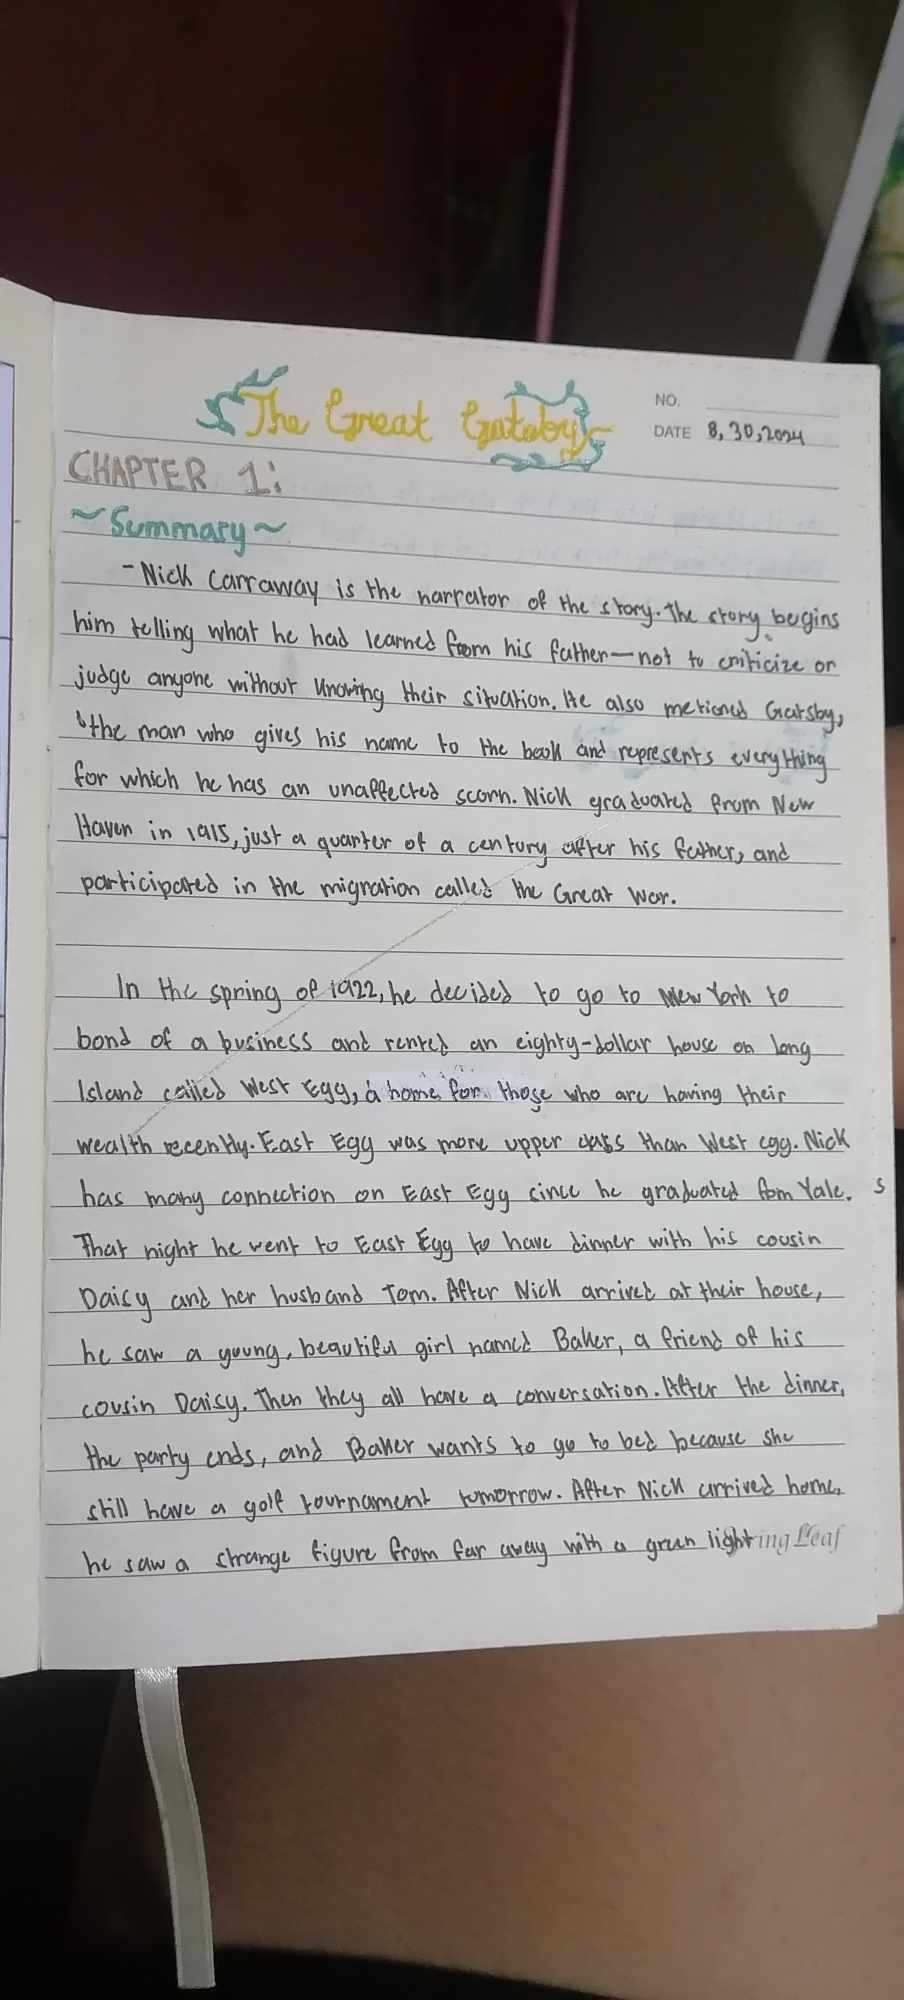 The Great Gatsby
NO.
DATE 8, 30, 2024
CHAPTER 1:
~Summary~
- Nick Carraway is the narrator of the story. The story begins
him telling what he had learned from his father—not to criticize or
judge anyone without knowing their situation. He also metioned Gatsby,
"the man who gives his name to the book and represents everything
for which he has an unaffected scorn. Nick graduated from New
Haven in 1915, just a quarter of a century after his father, and
participated in the migration called the Great War.
In the spring of 1922, he decided to go to New York to
bond of a business and rented an eighty-dollar house on long
Island called West Egg, a home for those who are having their
wealth recently. East Egg was more upper class than West egg. Nick
has many connection on East Egg since he graduated fom Yale. s
That night he went to East Egg to have dinner with his cousin
Daisy and her husband Tom. After Nick arrived at their house,
he saw a young, beautiful girl named Baker, a friend of his
cousin Daisy. Then they all have a conversation. After the dinner,
the party ends, and Baker wants to go to bed because she
still have a golf tournament tomorrow. After Nick arrived home,
he saw a strange figure from far away with a green light ing Leaf